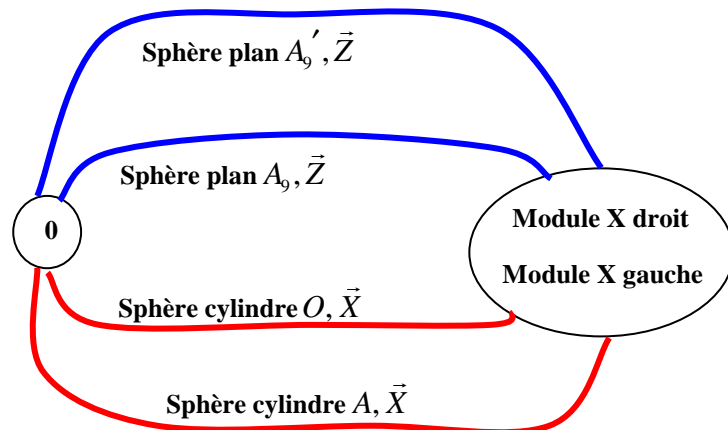 Sphère plan A₉′, Z⃗
Sphère plan A₉, Z⃗
0
Module X droit
Module X gauche
Sphère cylindre O, X⃗
Sphère cylindre A, X⃗